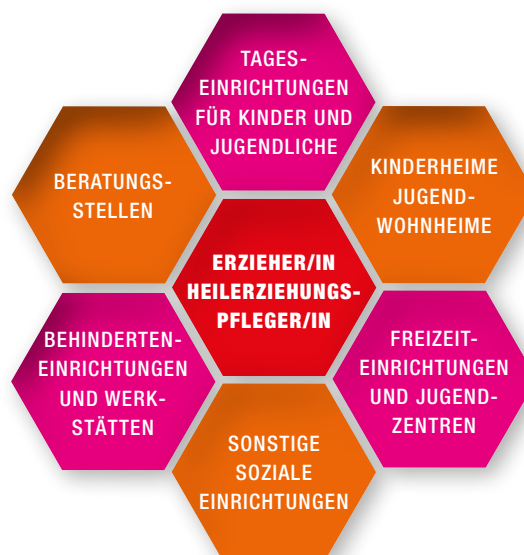 TAGES-
EINRICHTUNGEN
FÜR KINDER UND
JUGENDLICHE
BERATUNGS-
STELLEN
KINDERHEIME
JUGEND-
WOHNHEIME
ERZIEHER/IN
HEILERZIEHUNGS-
PFLEGER/IN
BEHINDERTEN-
EINRICHTUNGEN
UND WERK-
STÄTTEN
FREIZEIT-
EINRICHTUNGEN
UND JUGEND-
ZENTREN
SONSTIGE
SOZIALE
EINRICHTUNGEN